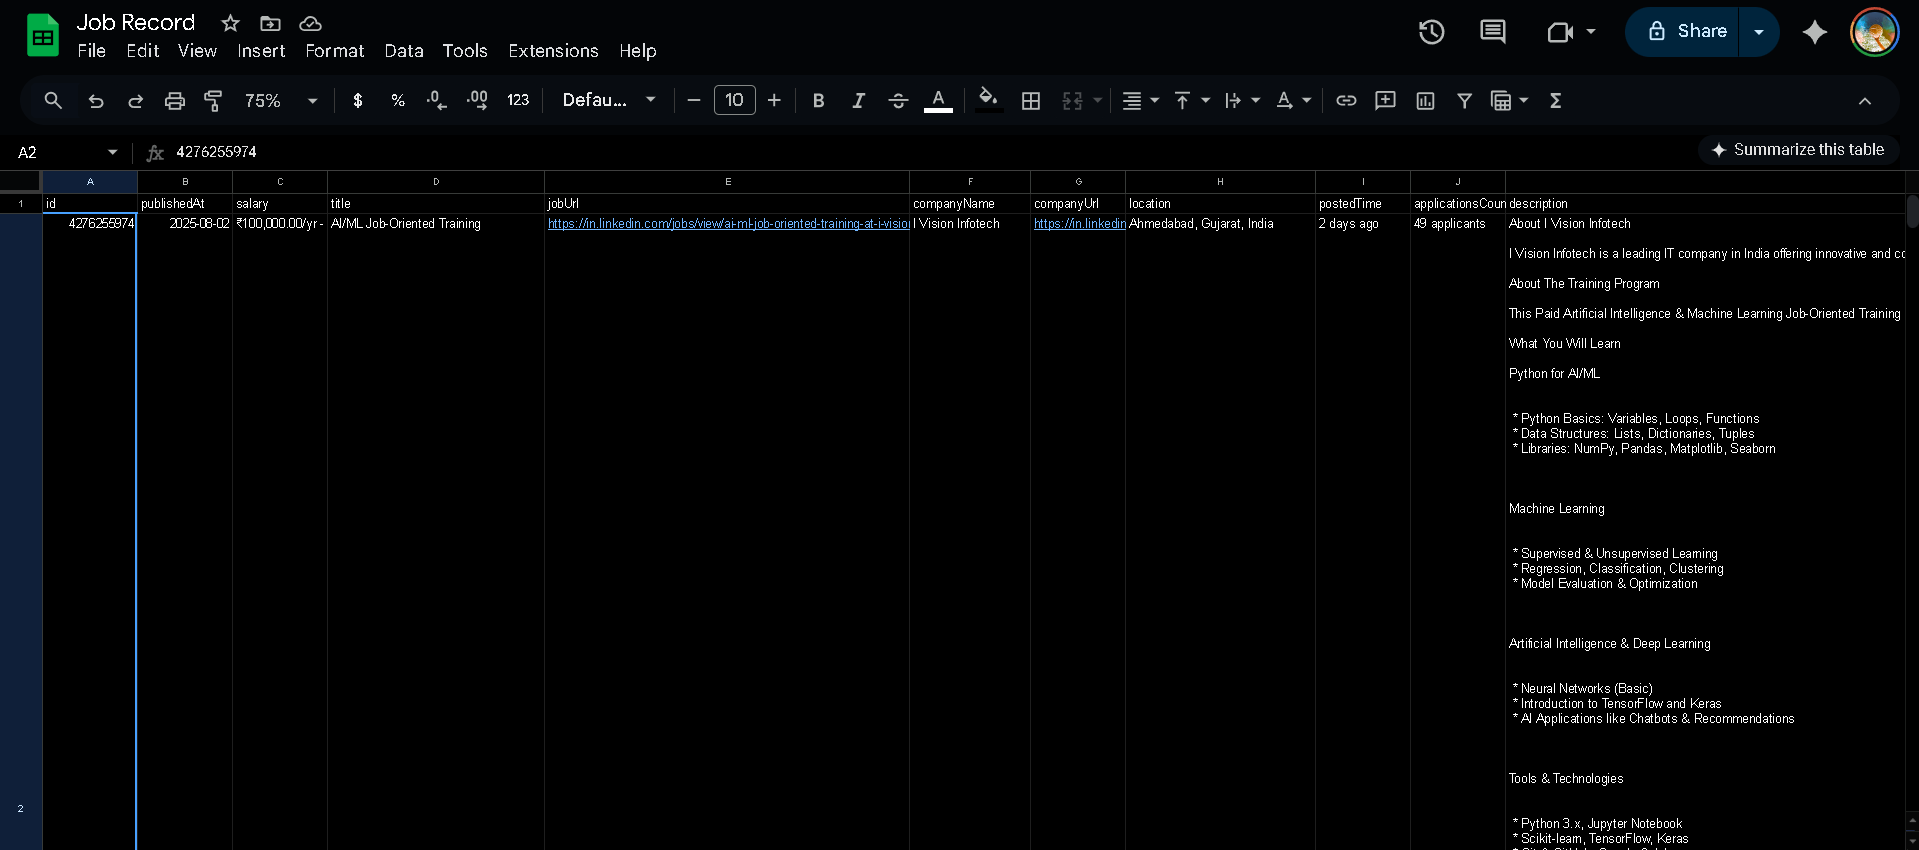 Job Record
File Edit View Insert Format Data Tools Extensions Help
Share
75% $ % .0 .00 123 Defau... 10 B I A
A2 fx 4276255974 Summarize this table
A B C D E F G H I J
1 id publishedAt salary title jobUrl companyName companyUrl location postedTime applicationsCoun description
4276255974 2025-08-02 ₹100,000.00/yr - AI/ML Job-Oriented Training https://in.linkedin.com/jobs/view/ai-ml-job-oriented-training-at-i-visio I Vision Infotech https://in.linkedin Ahmedabad, Gujarat, India 2 days ago 49 applicants About I Vision Infotech
I Vision Infotech is a leading IT company in India offering innovative and co
About The Training Program
This Paid Artificial Intelligence & Machine Learning Job-Oriented Training
What You Will Learn
Python for AI/ML
* Python Basics: Variables, Loops, Functions
* Data Structures: Lists, Dictionaries, Tuples
* Libraries: NumPy, Pandas, Matplotlib, Seaborn
Machine Learning
* Supervised & Unsupervised Learning
* Regression, Classification, Clustering
* Model Evaluation & Optimization
Artificial Intelligence & Deep Learning
* Neural Networks (Basic)
* Introduction to TensorFlow and Keras
* AI Applications like Chatbots & Recommendations
Tools & Technologies
2
* Python 3.x, Jupyter Notebook
* Scikit-learn, TensorFlow, Keras